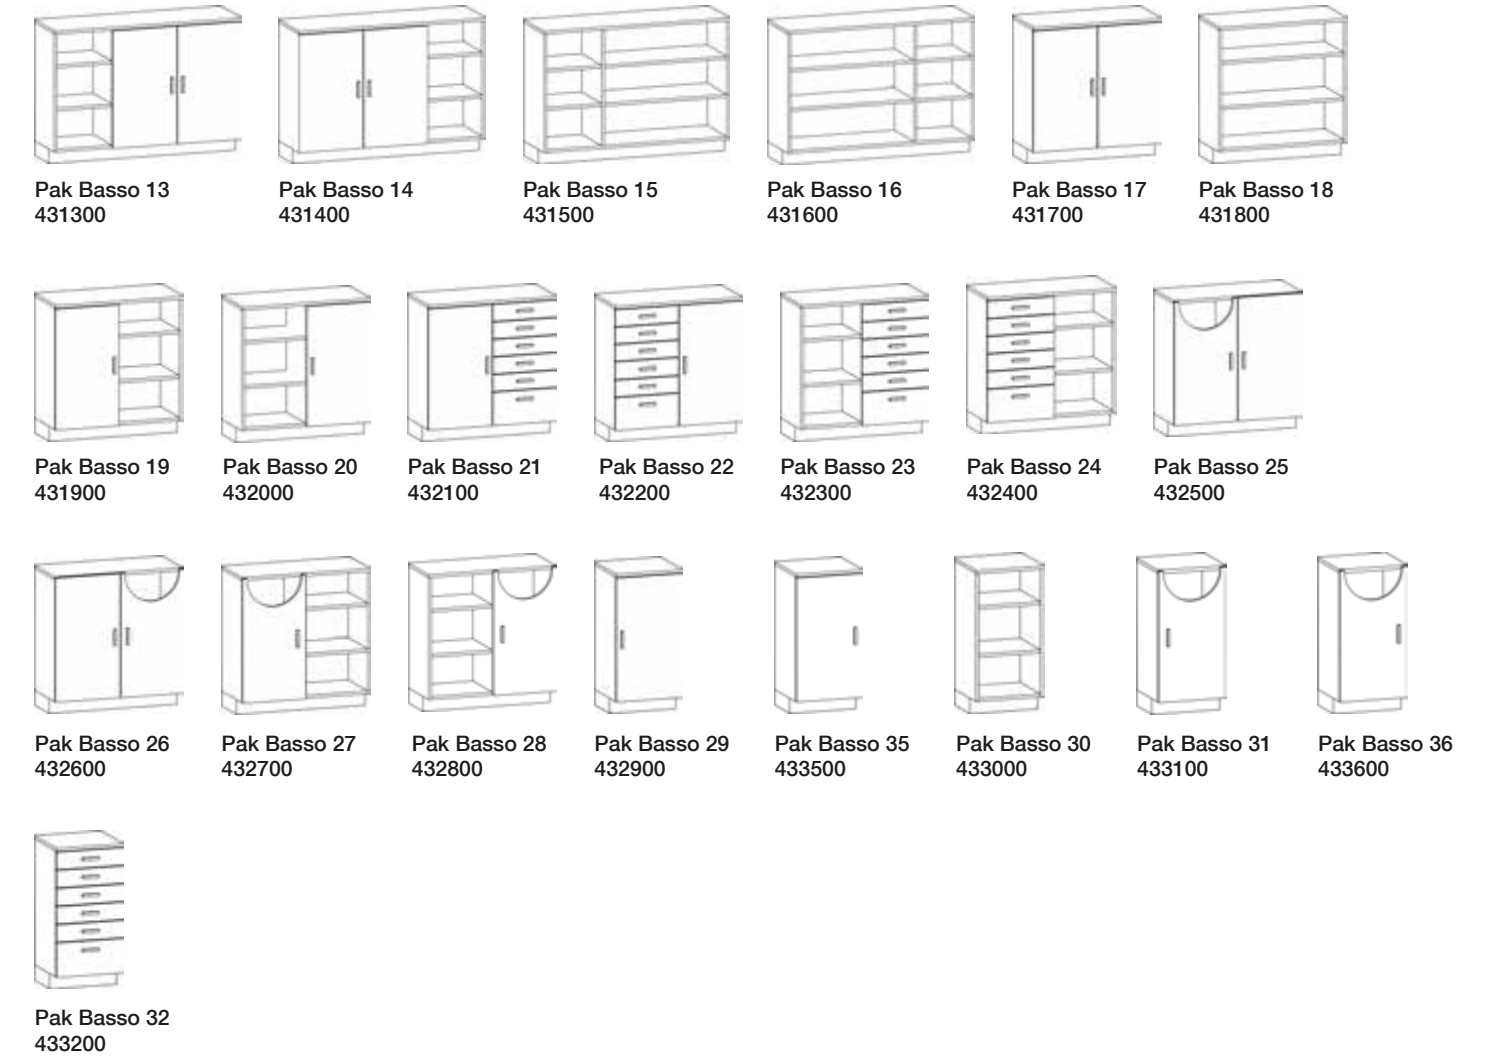 Pak Basso 13
431300
Pak Basso 14
431400
Pak Basso 15
431500
Pak Basso 16
431600
Pak Basso 17
431700
Pak Basso 18
431800
Pak Basso 19
431900
Pak Basso 20
432000
Pak Basso 21
432100
Pak Basso 22
432200
Pak Basso 23
432300
Pak Basso 24
432400
Pak Basso 25
432500
Pak Basso 26
432600
Pak Basso 27
432700
Pak Basso 28
432800
Pak Basso 29
432900
Pak Basso 35
433500
Pak Basso 30
433000
Pak Basso 31
433100
Pak Basso 36
433600
Pak Basso 32
433200